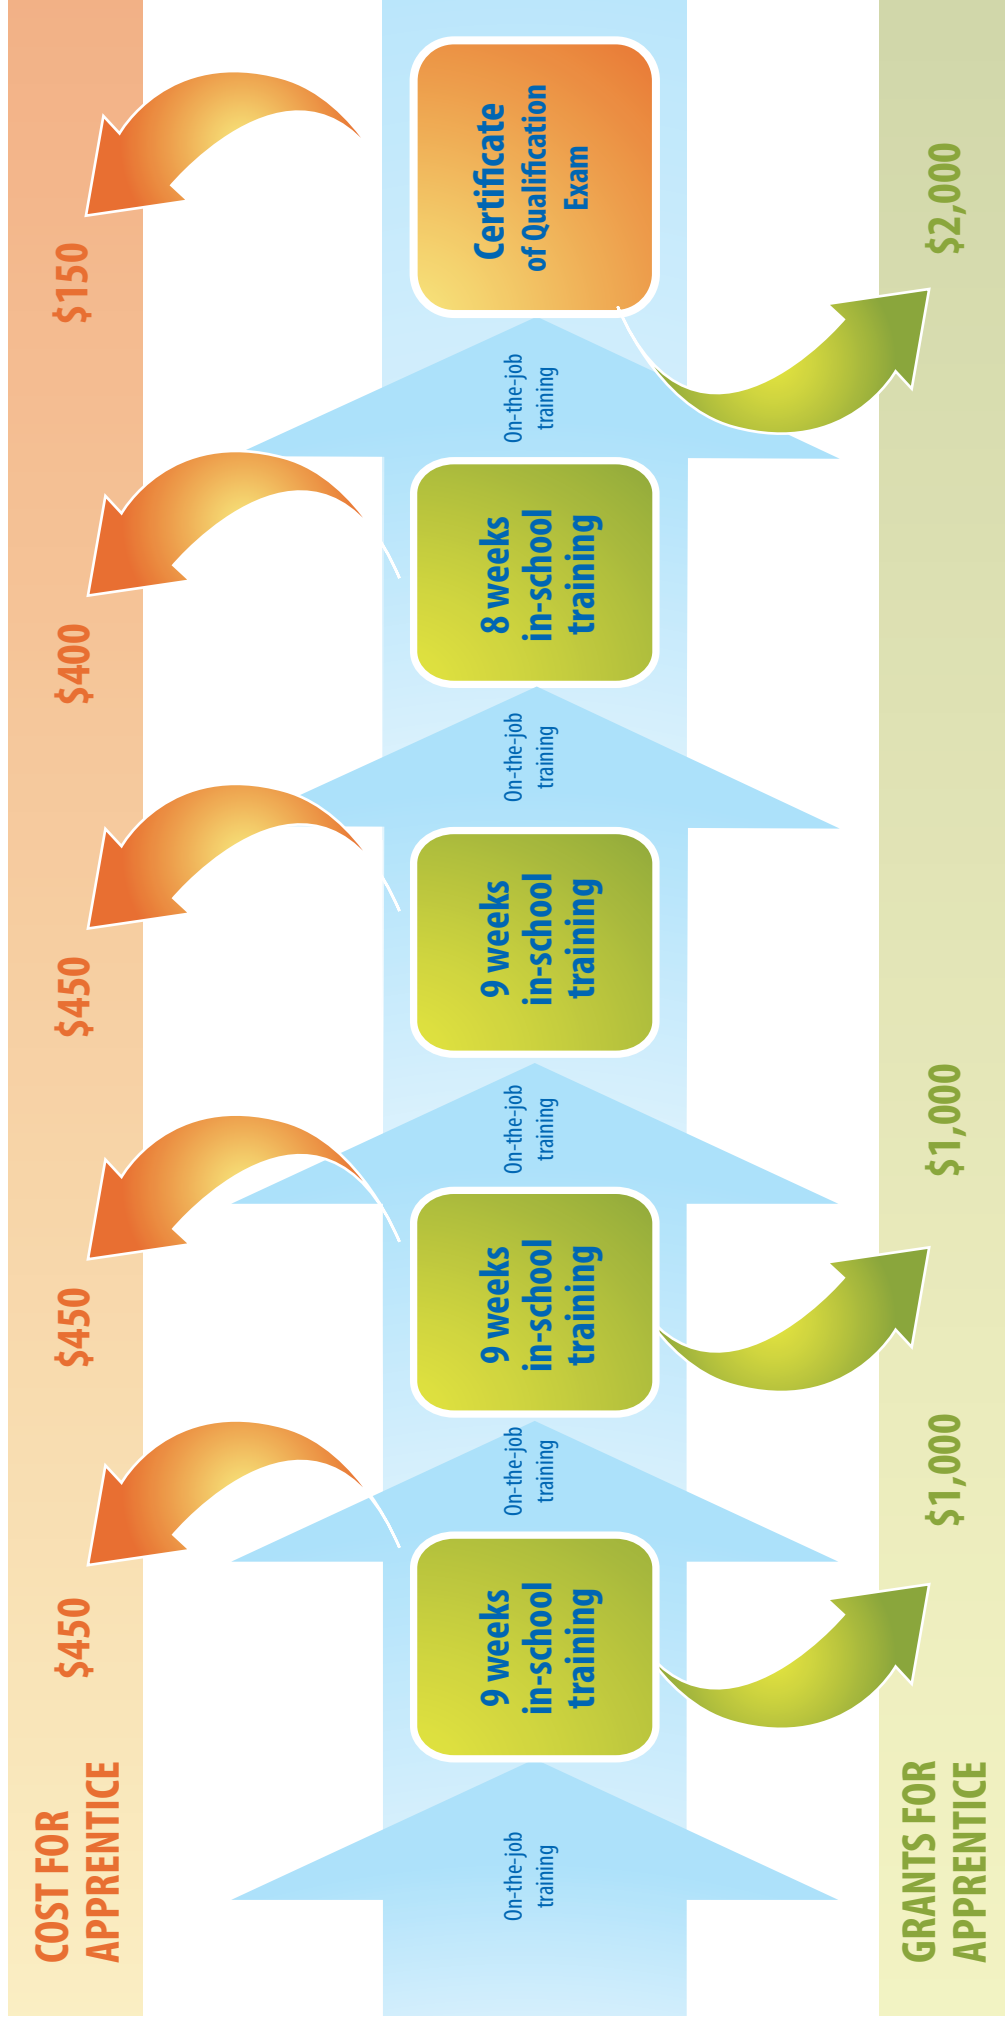 COST FOR
APPRENTICE
$450
$450
$450
$400
$150
On-the-job
training
9 weeks
in-school
training
On-the-job
training
9 weeks
in-school
training
On-the-job
training
9 weeks
in-school
training
On-the-job
training
8 weeks
in-school
training
On-the-job
training
Certificate
of Qualification
Exam
GRANTS FOR
APPRENTICE
$1,000
$1,000
$2,000